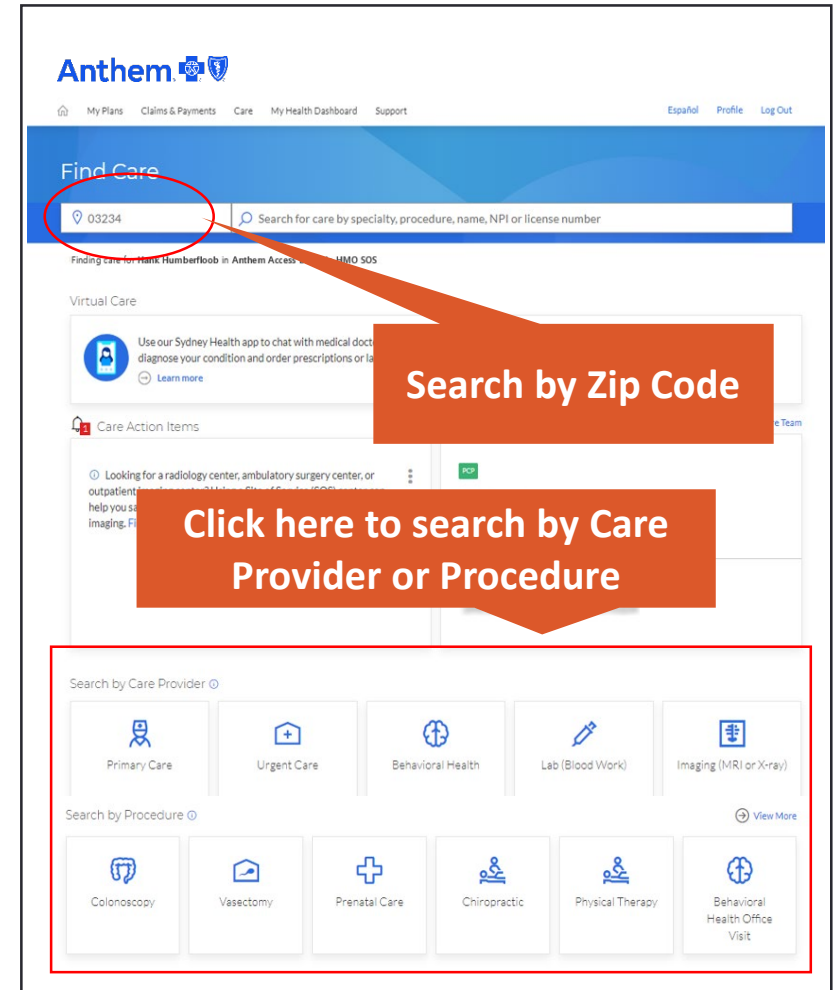 Anthem
My Plans Claims & Payments Care My Health Dashboard Support Español Profile Log Out
Find Care
03234 Search for care by specialty, procedure, name, NPI or license number
Finding care for Hank Humberfloob in Anthem Access HMO SOS
Virtual Care
Use our Sydney Health app to chat with medical
diagnose your condition and order prescriptions or
Learn more
Search by Zip Code
1 Care Action Items Team
Looking for a radiology center, ambulatory surgery center, or
PCP
outpatient
help you
imaging.
Click here to search by Care
Provider or Procedure
Search by Care Provider
Primary Care Urgent Care Behavioral Health Lab (Blood Work) Imaging (MRI or X-ray)
Search by Procedure View More
Colonoscopy Vasectomy Prenatal Care Chiropractic Physical Therapy Behavioral
Health Office
Visit